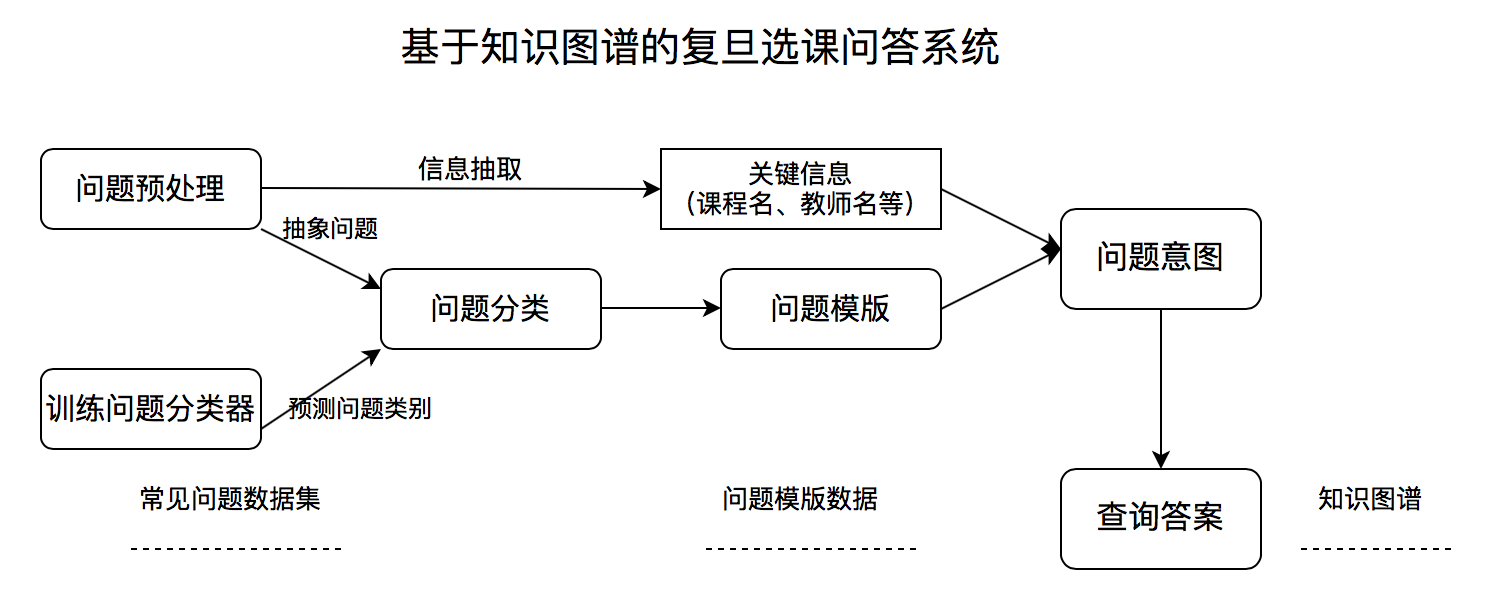 基于知识图谱的复旦选课问答系统
问题预处理
信息抽取
关键信息
（课程名、教师名等）
抽象问题
问题意图
问题分类
问题模版
训练问题分类器
预测问题类别
常见问题数据集
问题模版数据
查询答案
知识图谱